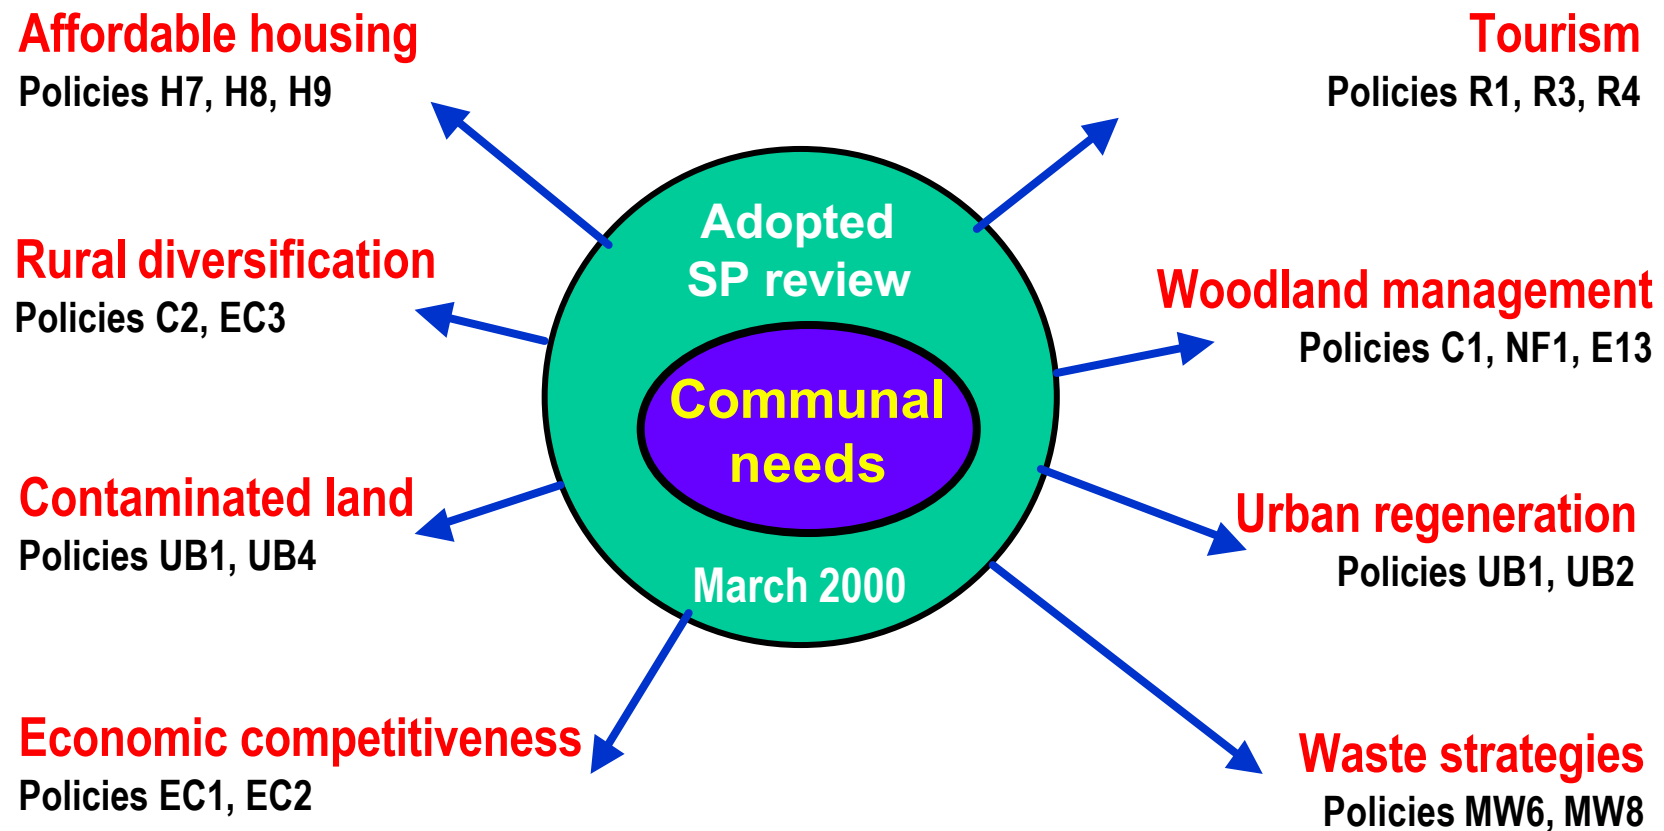 Affordable housing
Policies H7, H8, H9
Rural diversification
Policies C2, EC3
Contaminated land
Policies UB1, UB4
Economic competitiveness
Policies EC1, EC2
Adopted
SP review
Communal
needs
March 2000
Tourism
Policies R1, R3, R4
Woodland management
Policies C1, NF1, E13
Urban regeneration
Policies UB1, UB2
Waste strategies
Policies MW6, MW8